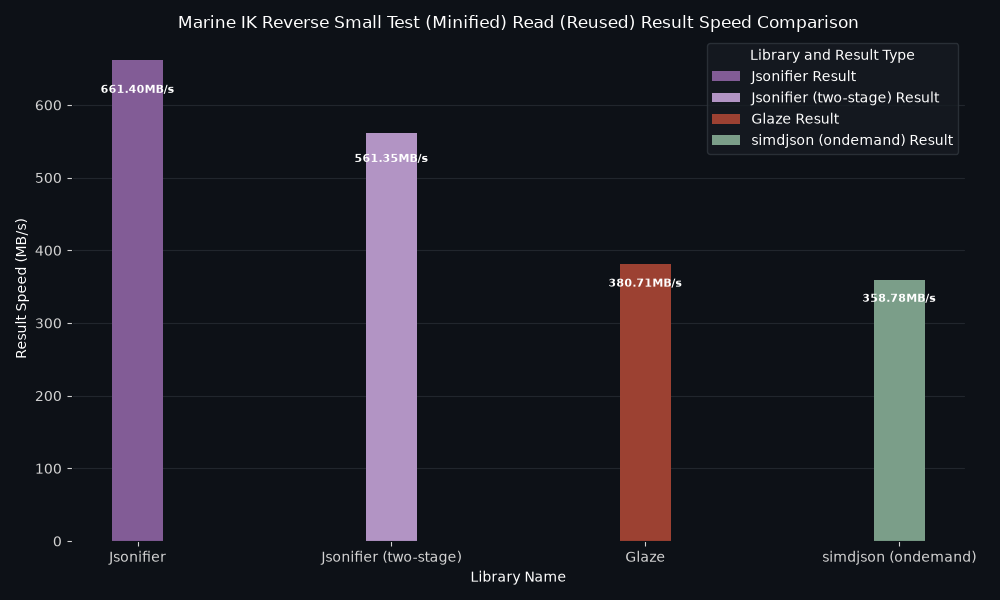 Marine IK Reverse Small Test (Minified) Read (Reused) Result Speed Comparison
Library and Result Type
Jsonifier Result
Jsonifier (two-stage) Result
Glaze Result
simdjson (ondemand) Result
661.40MB/s
561.35MB/s
380.71MB/s
358.78MB/s
Result Speed (MB/s)
600
500
400
300
200
100
0
Jsonifier
Jsonifier (two-stage)
Glaze
simdjson (ondemand)
Library Name